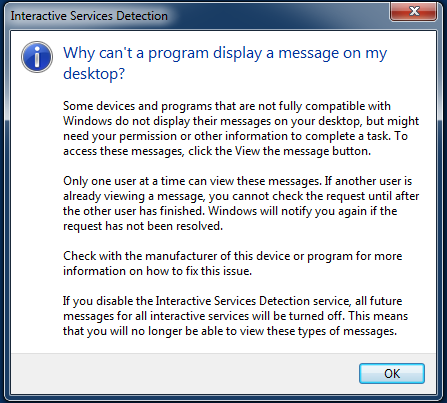 Interactive Services Detection
Why can't a program display a message on my
desktop?
Some devices and programs that are not fully compatible with
Windows do not display their messages on your desktop, but might
need your permission or other information to complete a task. To
access these messages, click the View the message button.
Only one user at a time can view these messages. If another user is
already viewing a message, you cannot check the request until after
the other user has finished. Windows will notify you again if the
request has not been resolved.
Check with the manufacturer of this device or program for more
information on how to fix this issue.
If you disable the Interactive Services Detection service, all future
messages for all interactive services will be turned off. This means
that you will no longer be able to view these types of messages.
OK